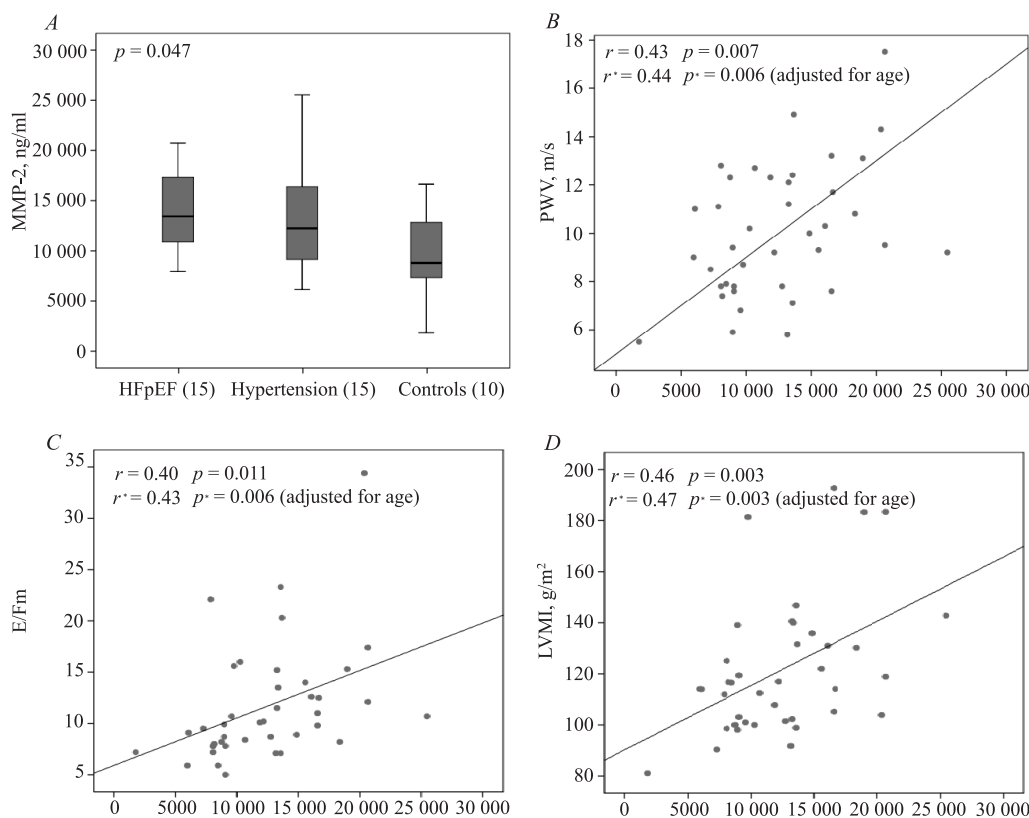 A
MMP-2, ng/ml
p = 0.047
30 000
25 000
20 000
15 000
10 000
5000
0
HFpEF (15) Hypertension (15) Controls (10)
B
PWV, m/s
r = 0.43 p = 0.007
r* = 0.44 p* = 0.006 (adjusted for age)
18
16
14
12
10
8
6
0 5000 10 000 15 000 20 000 25 000 30 000
C
E/Fm
r = 0.40 p = 0.011
r* = 0.43 p* = 0.006 (adjusted for age)
35
30
25
20
15
10
5
0 5000 10 000 15 000 20 000 25 000 30 000
D
LVMI, g/m²
r = 0.46 p = 0.003
r* = 0.47 p* = 0.003 (adjusted for age)
200
180
160
140
120
100
80
0 5000 10 000 15 000 20 000 25 000 30 000